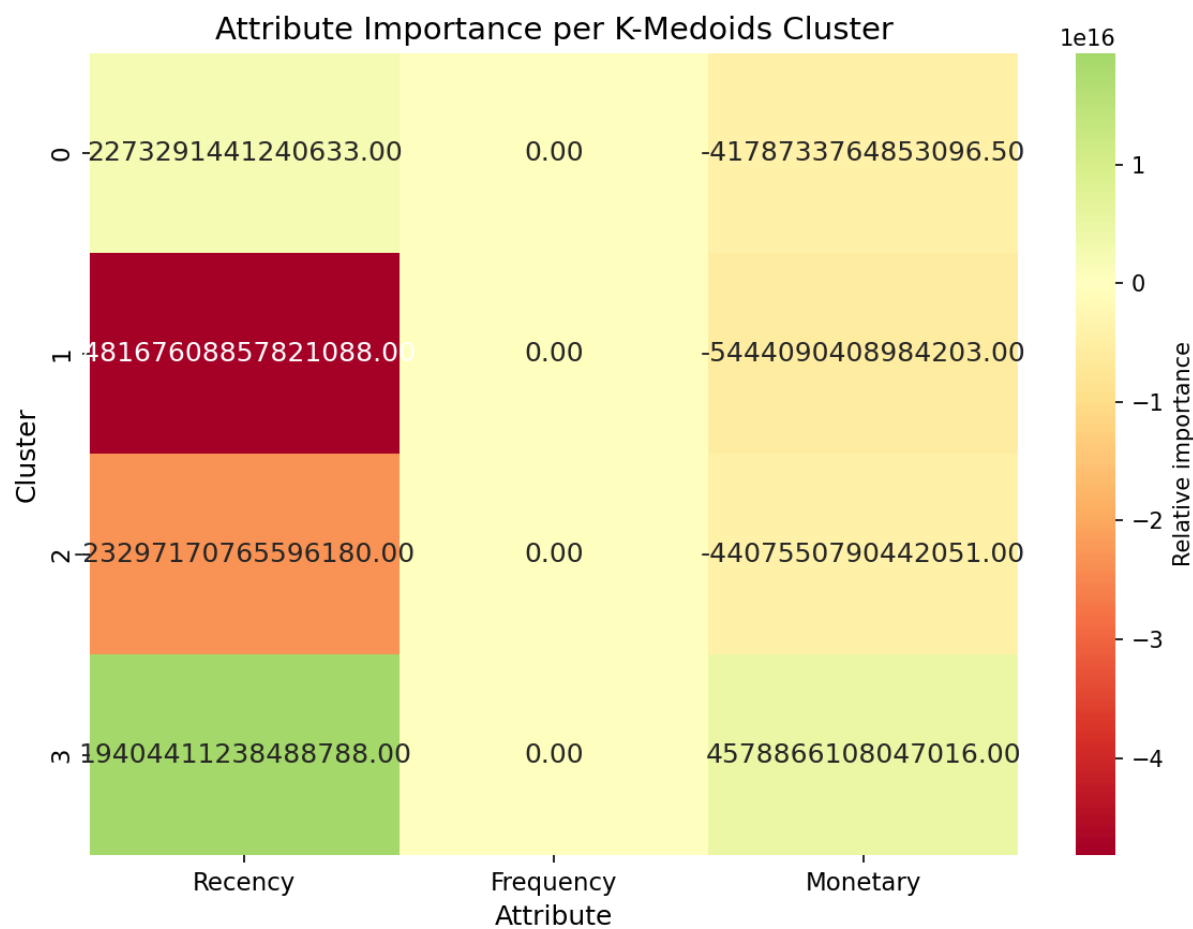 Attribute Importance per K-Medoids Cluster
1e16
0 2273291441240633.00 0.00 -4178733764853096.50
1
0
1 48167608857821088.00 0.00 -5444090408984203.00
−1
Cluster
Relative importance
−2
2 -23297170765596180.00 0.00 -4407550790442051.00
−3
3 19404411238488788.00 0.00 4578866108047016.00
−4
Recency Frequency Monetary
Attribute